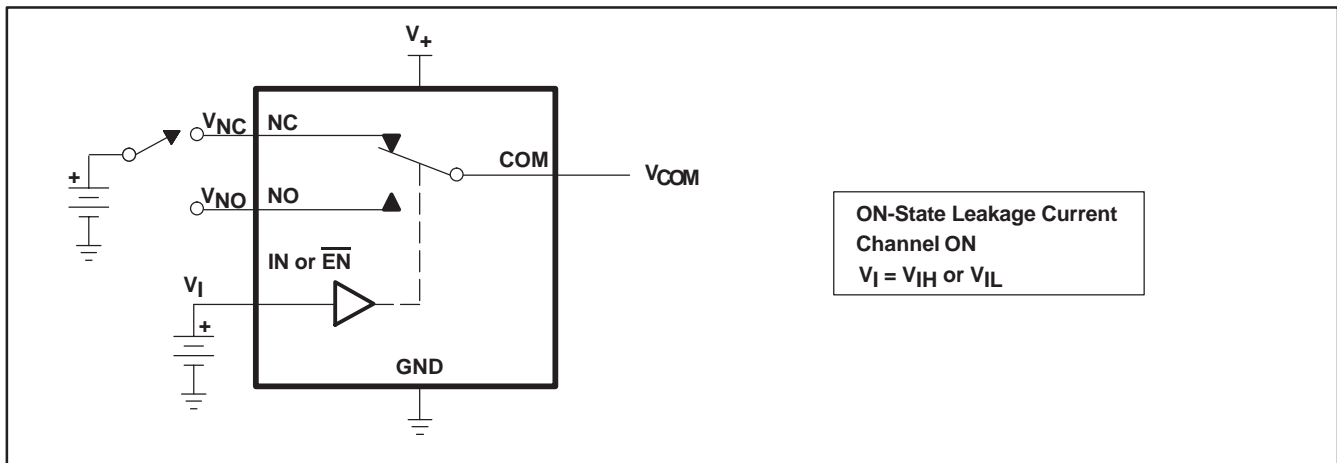 V+
VNC NC
+
COM
VCOM
VNO NO
ON-State Leakage Current
Channel ON
VI = VIH or VIL
IN or E̅N̅
VI
+
GND